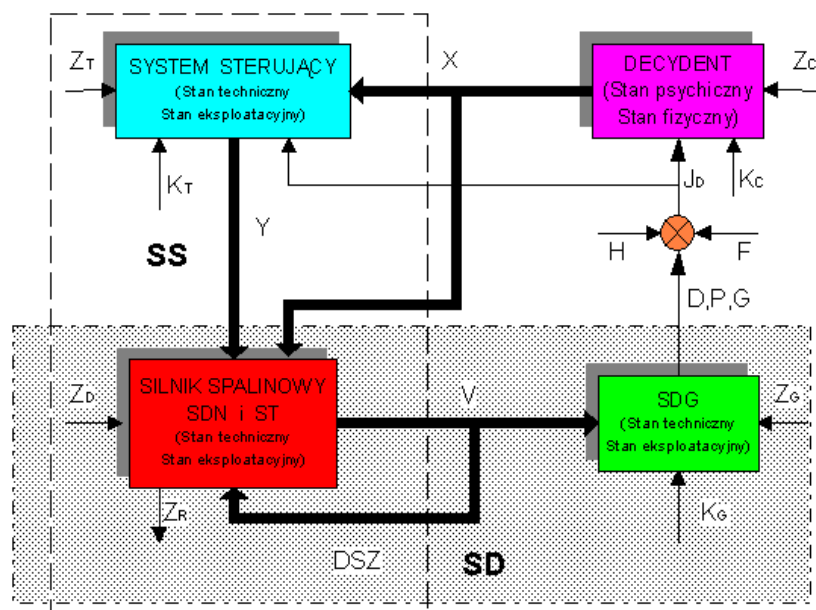 ZT
SYSTEM STERUJĄCY
(Stan techniczny
Stan eksploatacyjny)
X
DECYDENT
(Stan psychiczny
Stan fizyczny)
ZC
KT
JD
KC
Y
SS
H
F
D,P,G
ZD
SILNIK SPALINOWY
SDN i ST
(Stan techniczny
Stan eksploatacyjny)
V
SDG
(Stan techniczny
Stan eksploatacyjny)
ZG
ZR
KG
DSZ
SD